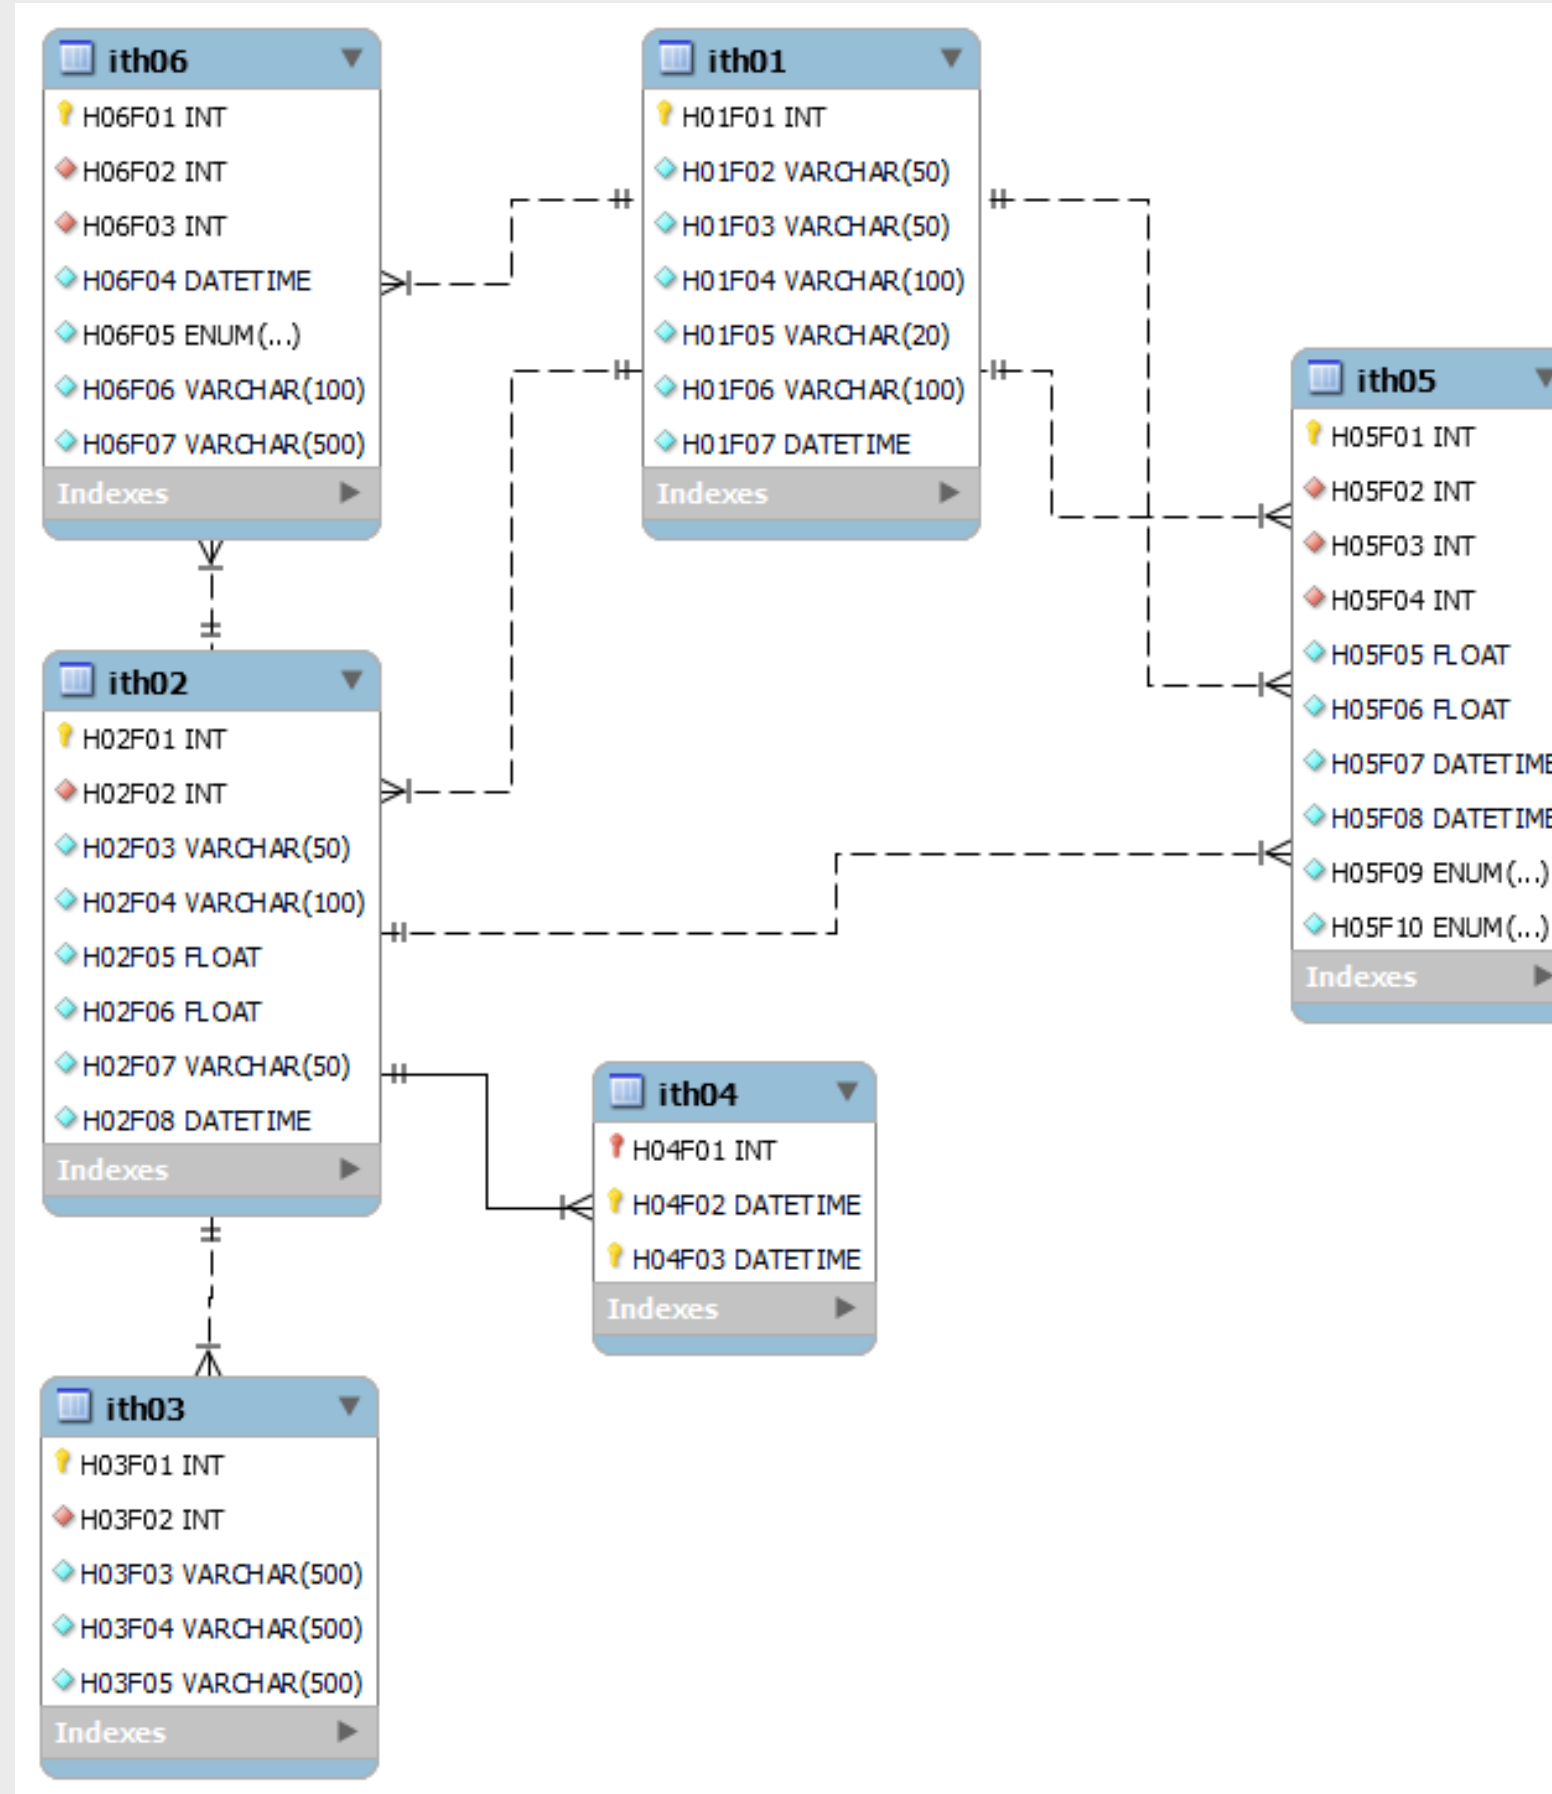 ith06
H06F01 INT
H06F02 INT
H06F03 INT
H06F04 DATETIME
H06F05 ENUM(...)
H06F06 VARCHAR(100)
H06F07 VARCHAR(500)
Indexes
ith01
H01F01 INT
H01F02 VARCHAR(50)
H01F03 VARCHAR(50)
H01F04 VARCHAR(100)
H01F05 VARCHAR(20)
H01F06 VARCHAR(100)
H01F07 DATETIME
Indexes
ith05
H05F01 INT
H05F02 INT
H05F03 INT
H05F04 INT
H05F05 FLOAT
H05F06 FLOAT
H05F07 DATETIME
H05F08 DATETIME
H05F09 ENUM(...)
H05F10 ENUM(...)
Indexes
ith02
H02F01 INT
H02F02 INT
H02F03 VARCHAR(50)
H02F04 VARCHAR(100)
H02F05 FLOAT
H02F06 FLOAT
H02F07 VARCHAR(50)
H02F08 DATETIME
Indexes
ith04
H04F01 INT
H04F02 DATETIME
H04F03 DATETIME
Indexes
ith03
H03F01 INT
H03F02 INT
H03F03 VARCHAR(500)
H03F04 VARCHAR(500)
H03F05 VARCHAR(500)
Indexes